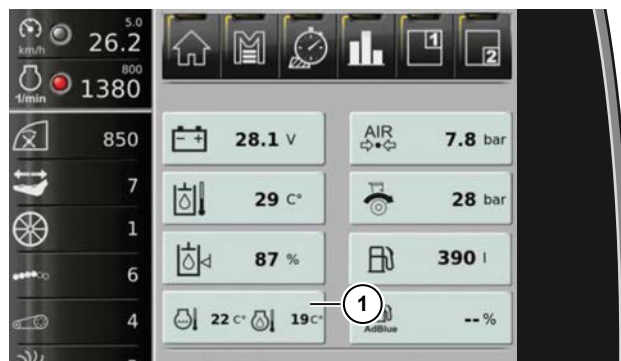 5.0
km/h 26.2
800
1/min 1380
850
7
1
6
4
M
1
2
28.1 V
AIR
7.8 bar
29 C°
28 bar
87 %
390 l
1
22 C° 19 C°
AdBlue
-- %